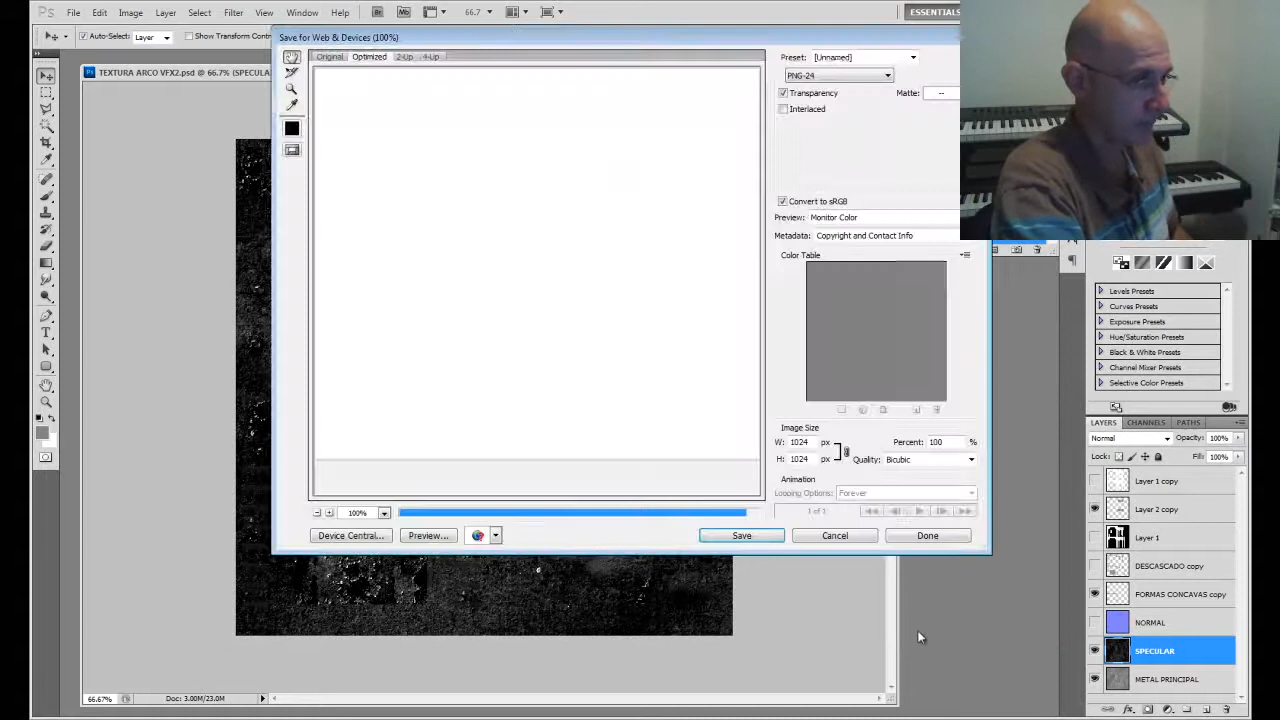 Ps File Edit Image Layer Select Filter View Window Help Br Mb 66.7 ESSENTIALS
Auto-Select: Layer Show Transform Contr
TEXTURA ARCO VFX2.psd @ 66.7% (SPECULA
Save for Web & Devices (100%)
Original Optimized 2-Up 4-Up
Preset: [Unnamed]
PNG-24
Transparency Matte: --
Interlaced
Convert to sRGB
Preview: Monitor Color
Metadata: Copyright and Contact Info
Color Table
Image Size
W: 1024 px Percent: 100 %
H: 1024 px Quality: Bicubic
Animation
Looping Options: Forever
1 of 1
100%
Device Central... Preview... Save Cancel Done
Levels Presets
Curves Presets
Exposure Presets
Hue/Saturation Presets
Black & White Presets
Channel Mixer Presets
Selective Color Presets
LAYERS CHANNELS PATHS
Normal Opacity: 100%
Lock: Fill: 100%
Layer 1 copy
Layer 2 copy
Layer 1
DESCASCADO copy
FORMAS CONCAVAS copy
NORMAL
SPECULAR
METAL PRINCIPAL
66.67% Doc: 3.00M/23.0M